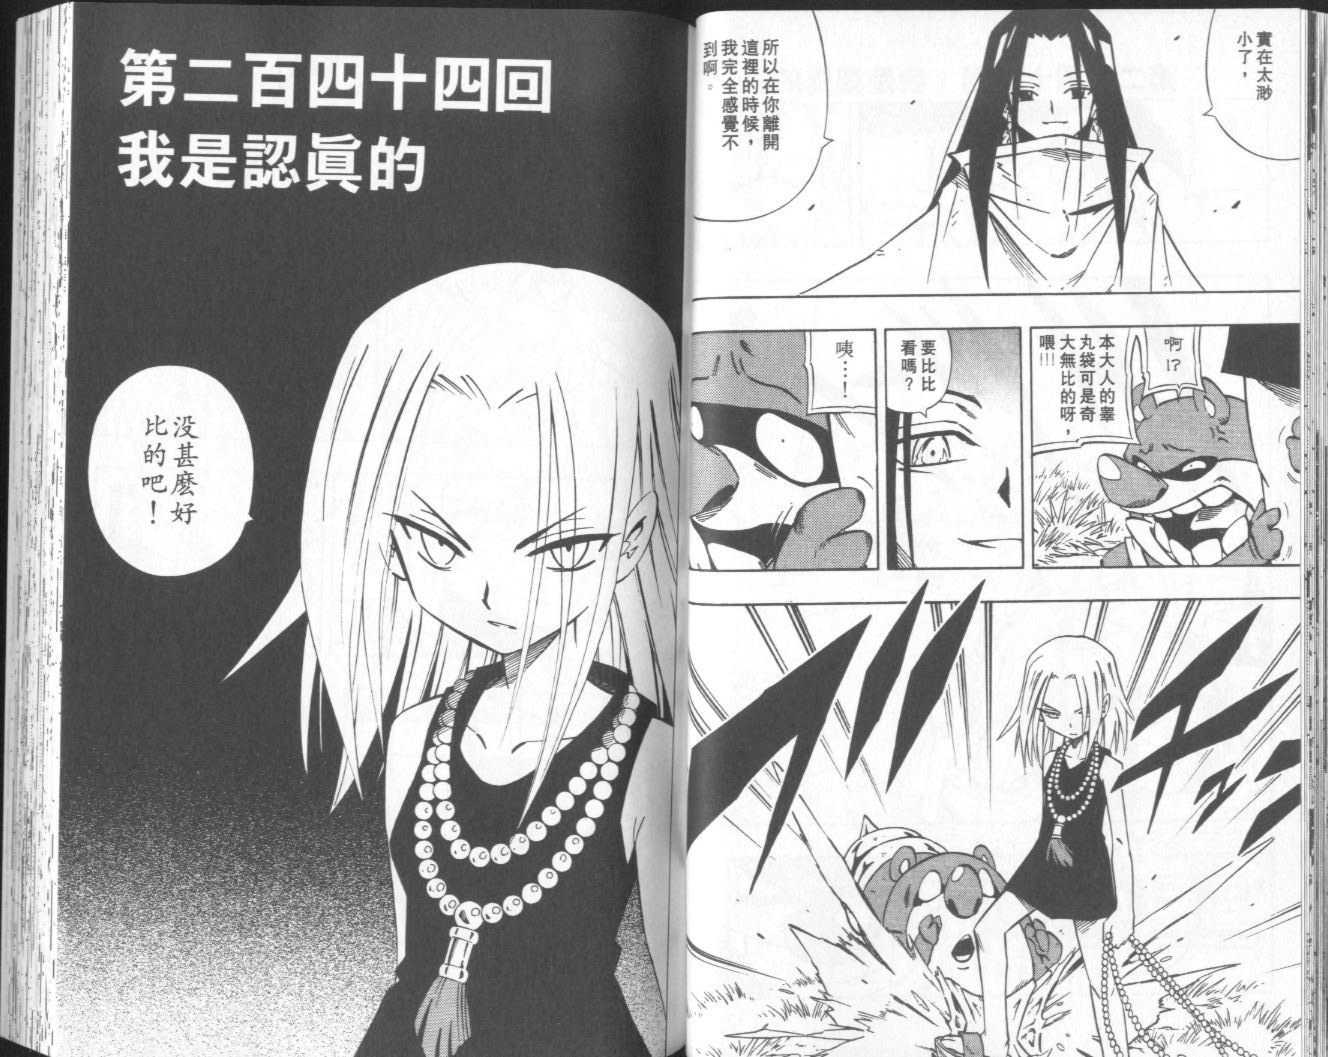 實在太渺
小了，
所以在你離開
這裡的時候，
我完全感覺不
到啊。
啊!?
本大人的睾
丸袋可是奇
大無比的呀，
喂!!!
要比比
看嗎？
咦…！
第二百四十四回
我是認眞的
没甚麽好
比的吧！